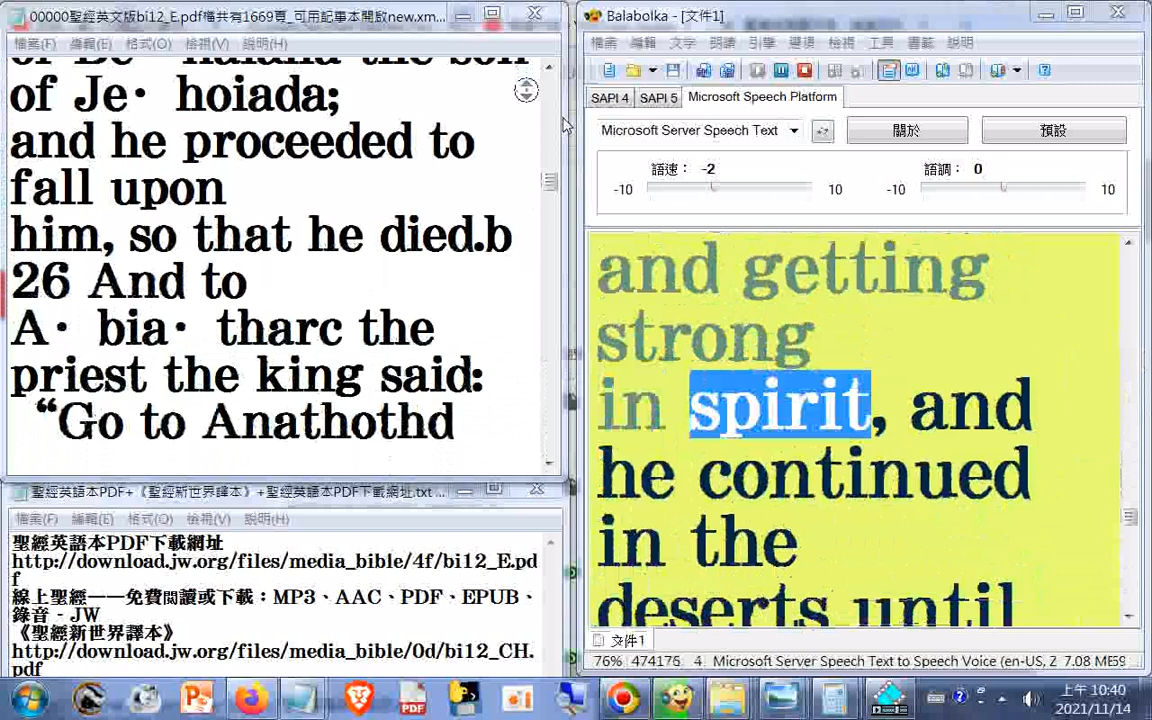 00000聖經英文版bi12_E.pdf檔共有1669頁_可用記事本開啟new.xm...
檔案(F) 編輯(E) 格式(O) 檢視(V) 說明(H)
of Je· hoiada;
and he proceeded to
fall upon
him, so that he died.b
26 And to
A· bia· tharc the
priest the king said:
“Go to Anathothd
聖經英語本PDF+《聖經新世界譯本》+聖經英語本PDF下載網址.txt ...
檔案(F) 編輯(E) 格式(O) 檢視(V) 說明(H)
聖經英語本PDF下載網址
http://download.jw.org/files/media_bible/4f/bi12_E.pd
f
線上聖經——免費閱讀或下載：MP3、AAC、PDF、EPUB、
錄音 - JW
《聖經新世界譯本》
http://download.jw.org/files/media_bible/0d/bi12_CH.
pdf
Balabolka - [文件1]
檔案 編輯 文字 朗讀 引擎 選項 檢視 工具 書籤 說明
SAPI 4 SAPI 5 Microsoft Speech Platform
Microsoft Server Speech Text 關於 預設
語速： -2 語調： 0
-10 10 -10 10
and getting
strong
in spirit, and
he continued
in the
deserts until
文件1
76% 474175 4 Microsoft Server Speech Text to Speech Voice (en-US, Z 7.08 ME59
PDF
上午 10:40
2021/11/14